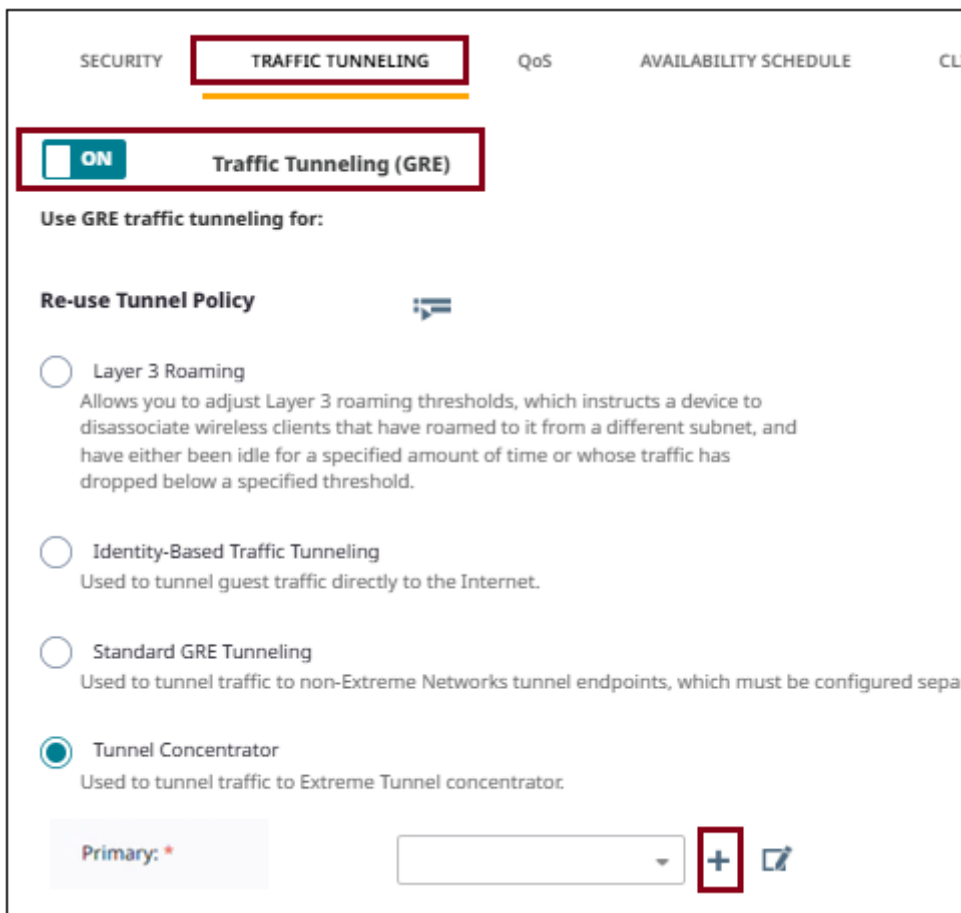 SECURITY TRAFFIC TUNNELING QoS AVAILABILITY SCHEDULE CL
ON Traffic Tunneling (GRE)
Use GRE traffic tunneling for:
Re-use Tunnel Policy
Layer 3 Roaming
Allows you to adjust Layer 3 roaming thresholds, which instructs a device to
disassociate wireless clients that have roamed to it from a different subnet, and
have either been idle for a specified amount of time or whose traffic has
dropped below a specified threshold.
Identity-Based Traffic Tunneling
Used to tunnel guest traffic directly to the Internet.
Standard GRE Tunneling
Used to tunnel traffic to non-Extreme Networks tunnel endpoints, which must be configured sepa
Tunnel Concentrator
Used to tunnel traffic to Extreme Tunnel concentrator.
Primary: *